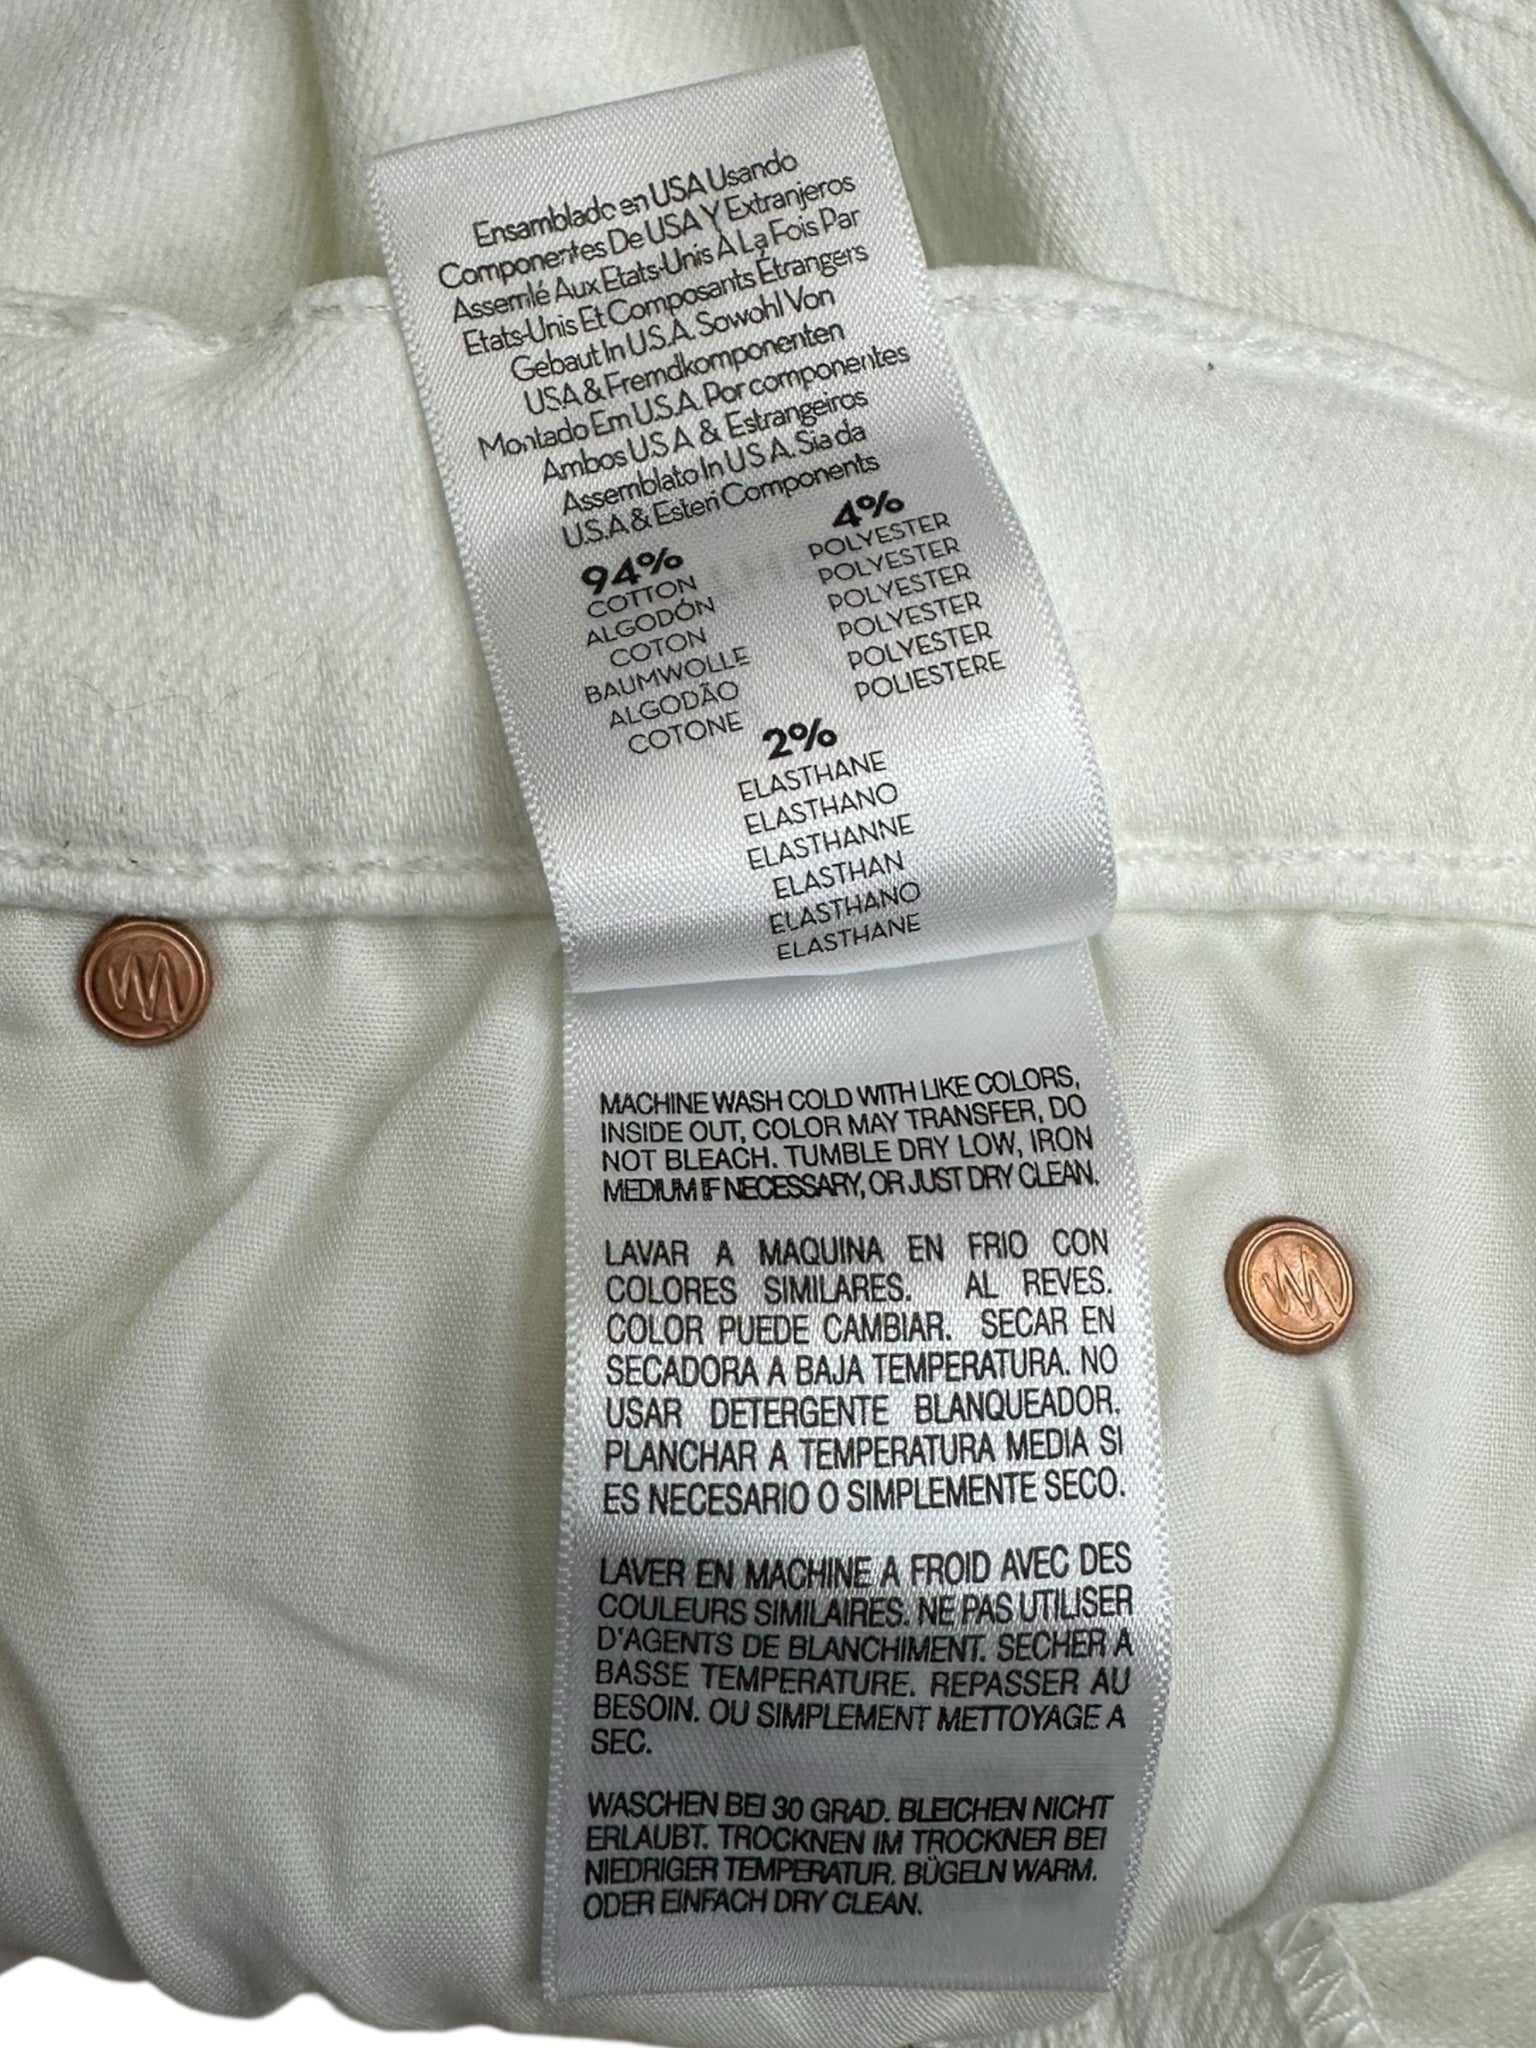 Ensamblado en USA Usando
Componentes De USA Y Extranjeros
Assemlé Aux Etats-Unis À La Fois Par
Etats-Unis Et Composants Étrangers
Gebaut In U.S.A. Sowohl Von
USA & Fremdkomponenten
Montado Em U.S.A. Por componentes
Ambos U.S A & Estrangeiros
Assemblato In U.S A. Sia da
U.S.A & Esteri Components
94%
COTTON
ALGODÓN
COTON
BAUMWOLLE
ALGODÃO
COTONE
4%
POLYESTER
POLYESTER
POLYESTER
POLYESTER
POLYESTER
POLIESTERE
2%
ELASTHANE
ELASTHANO
ELASTHANNE
ELASTHAN
ELASTHANO
ELASTHANE
MACHINE WASH COLD WITH LIKE COLORS,
INSIDE OUT, COLOR MAY TRANSFER, DO
NOT BLEACH. TUMBLE DRY LOW, IRON
MEDIUM IF NECESSARY, OR JUST DRY CLEAN.
LAVAR A MAQUINA EN FRIO CON
COLORES SIMILARES. AL REVES.
COLOR PUEDE CAMBIAR. SECAR EN
SECADORA A BAJA TEMPERATURA. NO
USAR DETERGENTE BLANQUEADOR.
PLANCHAR A TEMPERATURA MEDIA SI
ES NECESARIO O SIMPLEMENTE SECO.
LAVER EN MACHINE A FROID AVEC DES
COULEURS SIMILAIRES. NE PAS UTILISER
D'AGENTS DE BLANCHIMENT. SECHER A
BASSE TEMPERATURE. REPASSER AU
BESOIN. OU SIMPLEMENT METTOYAGE A
SEC.
WASCHEN BEI 30 GRAD. BLEICHEN NICHT
ERLAUBT. TROCKNEN IM TROCKNER BEI
NIEDRIGER TEMPERATUR. BÜGELN WARM.
ODER EINFACH DRY CLEAN.